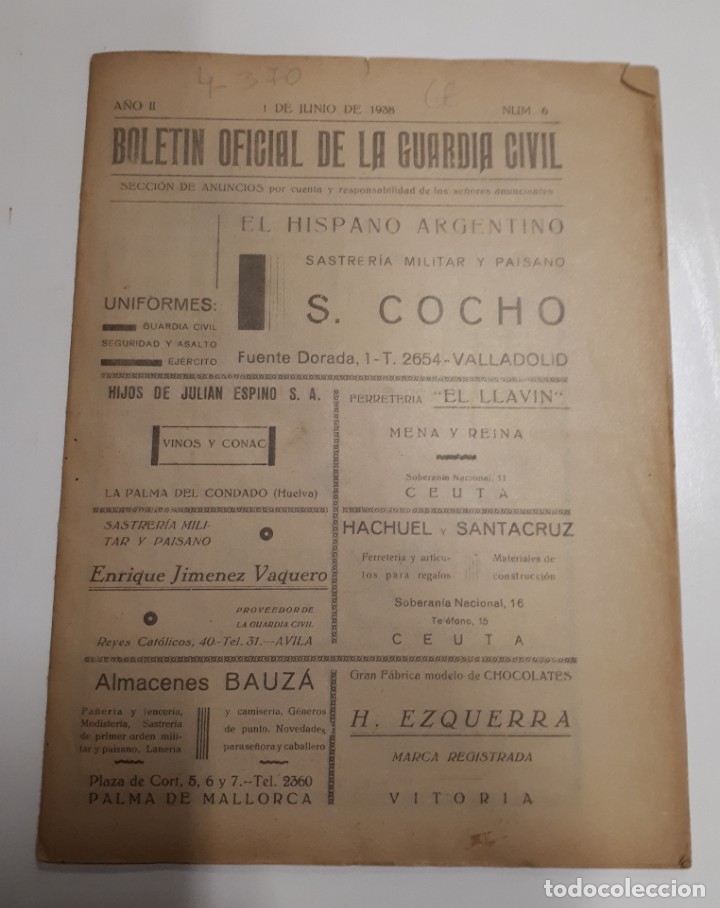 4-370
AÑO II 1 DE JUNIO DE 1938 NUM. 6
BOLETIN OFICIAL DE LA GUARDIA CIVIL
SECCIÓN DE ANUNCIOS por cuenta y responsabilidad de los señores anunciantes
EL HISPANO ARGENTINO
SASTRERÍA MILITAR Y PAISANO
S. COCHO
UNIFORMES:
GUARDIA CIVIL
SEGURIDAD Y ASALTO
EJÉRCITO
Fuente Dorada, 1-T. 2654-VALLADOLID
HIJOS DE JULIAN ESPINO S. A.
VINOS Y CONAC
LA PALMA DEL CONDADO (Huelva)
FERRETERIA "EL LLAVIN"
MENA Y REINA
Soberanía Nacional, 11
CEUTA
SASTRERÍA MILI-
TAR Y PAISANO
Enrique Jimenez Vaquero
PROVEEDOR DE
LA GUARDIA CIVIL
Reyes Católicos, 40.-Tel. 31.—AVILA
HACHUEL Y SANTACRUZ
Ferretería y artícu-
los para regalos
Materiales de
construcción
Soberanía Nacional, 16
Teléfono, 15
CEUTA
Almacenes BAUZÁ
Pañería y lencería,
Modistería, Sastrería
de primer orden mili-
tar y paisano, Lanería
y camisería, Géneros
de punto, Novedades
para señora y caballero
Plaza de Cort, 5, 6 y 7.—Tel. 2360
PALMA DE MALLORCA
Gran Fábrica modelo de CHOCOLATES
H. EZQUERRA
MARCA REGISTRADA
VITORIA
todocoleccion
todocoleccion.net